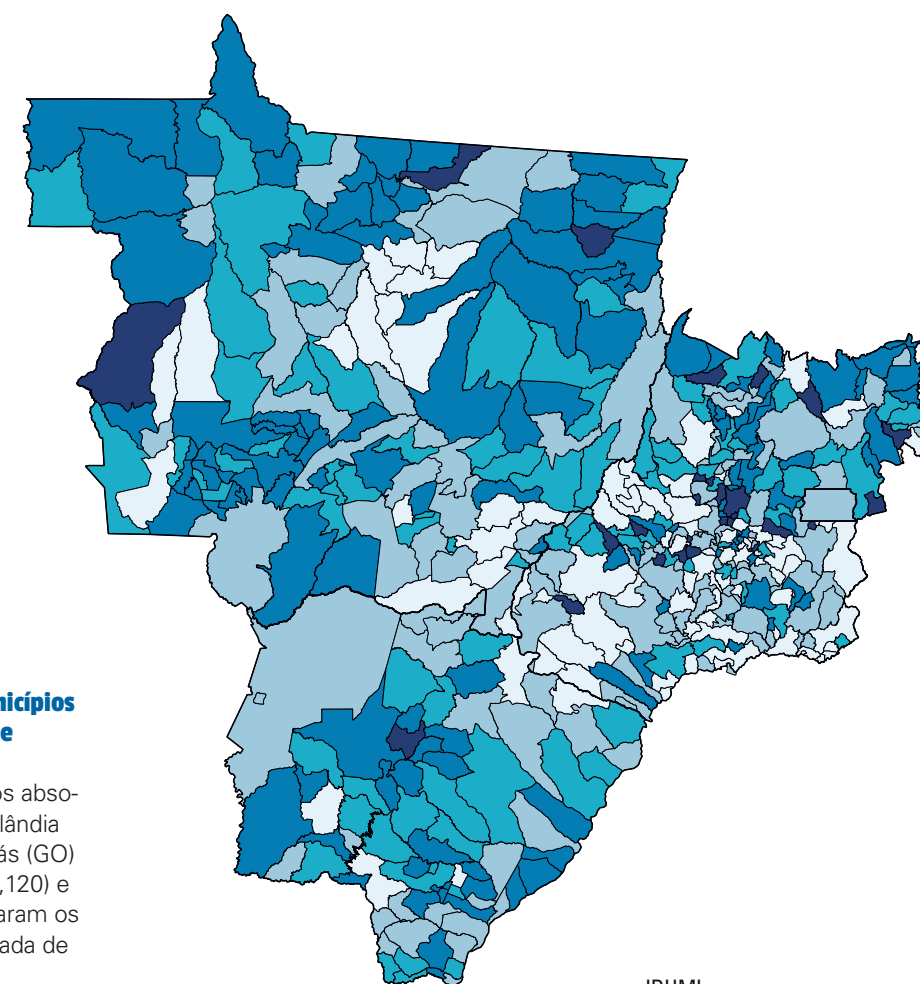 nicípios
e
os abso-
lândia
ás (GO)
,120) e
aram os
ada de